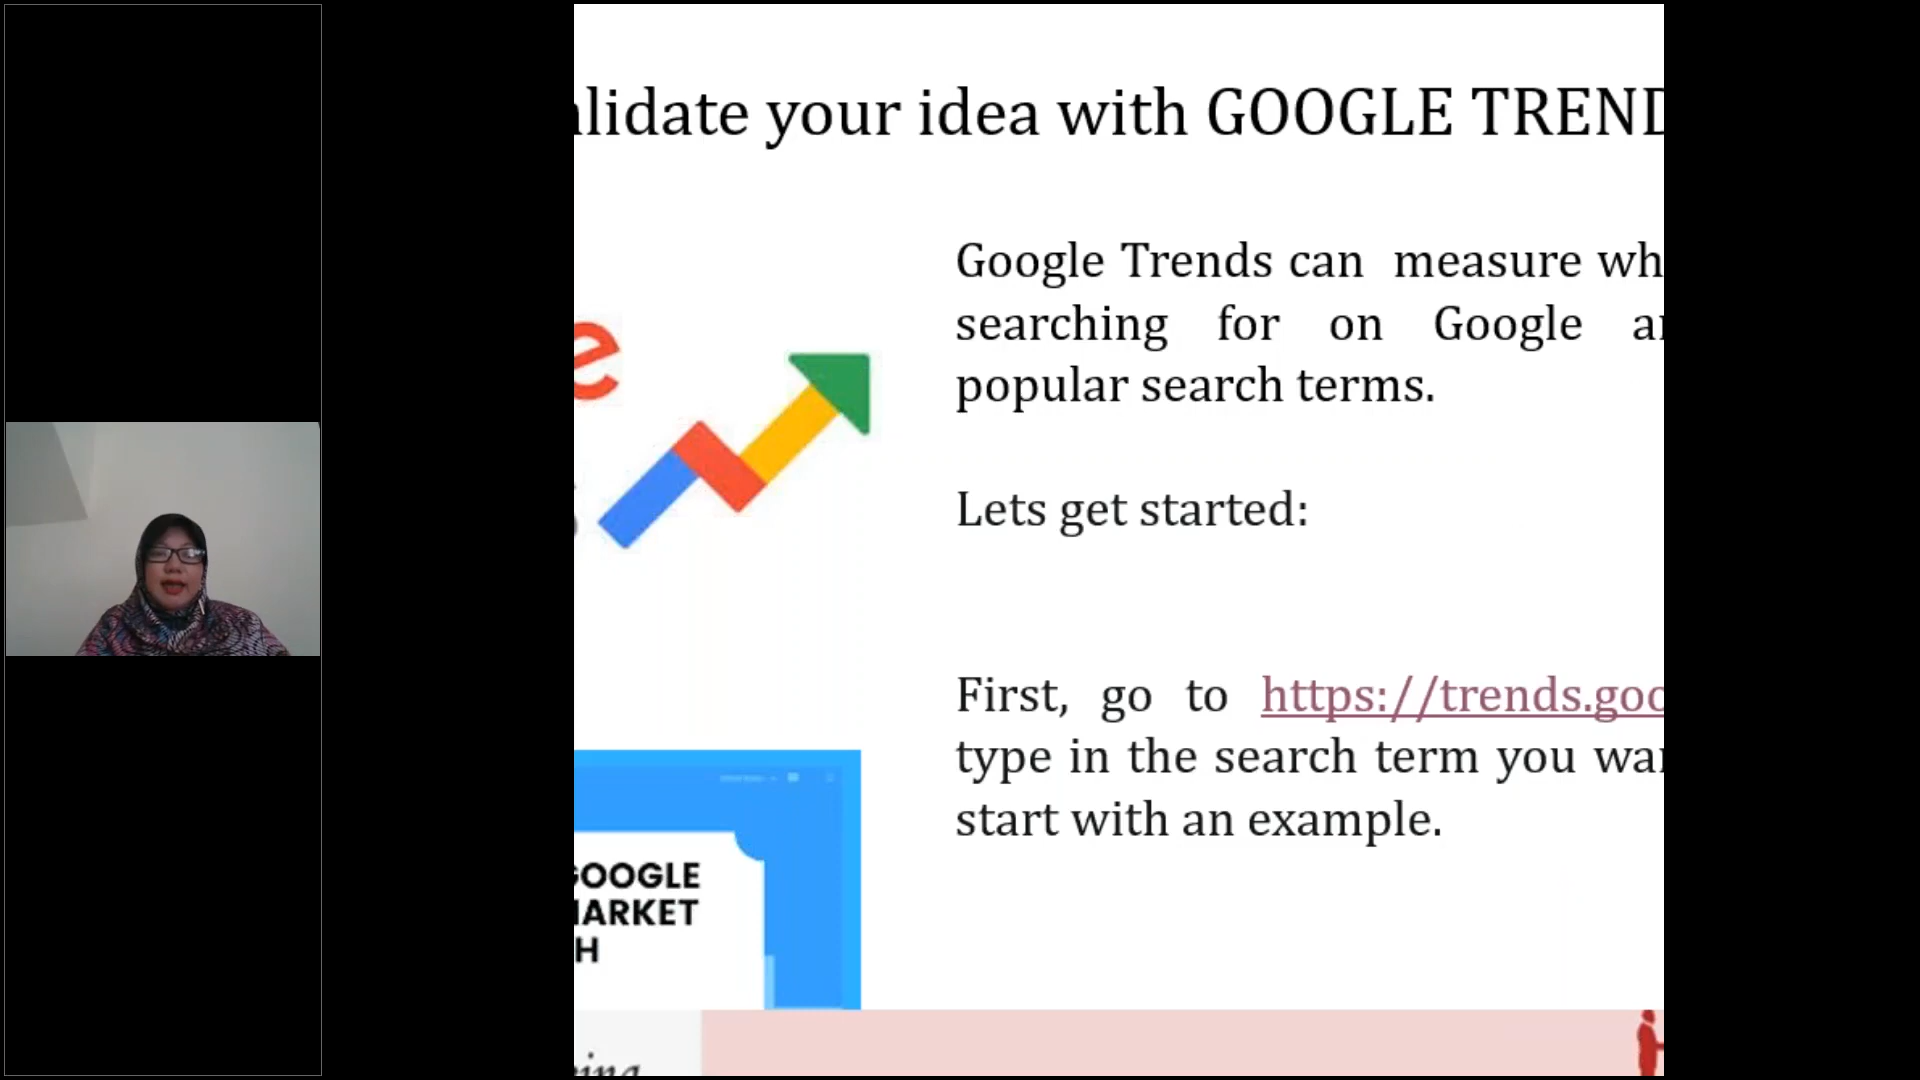 alidate your idea with GOOGLE TREND
Google Trends can measure wh
searching for on Google a
popular search terms.
Lets get started:
First, go to https://trends.goo
type in the search term you wa
start with an example.
e
s
GOOGLE
MARKET
H